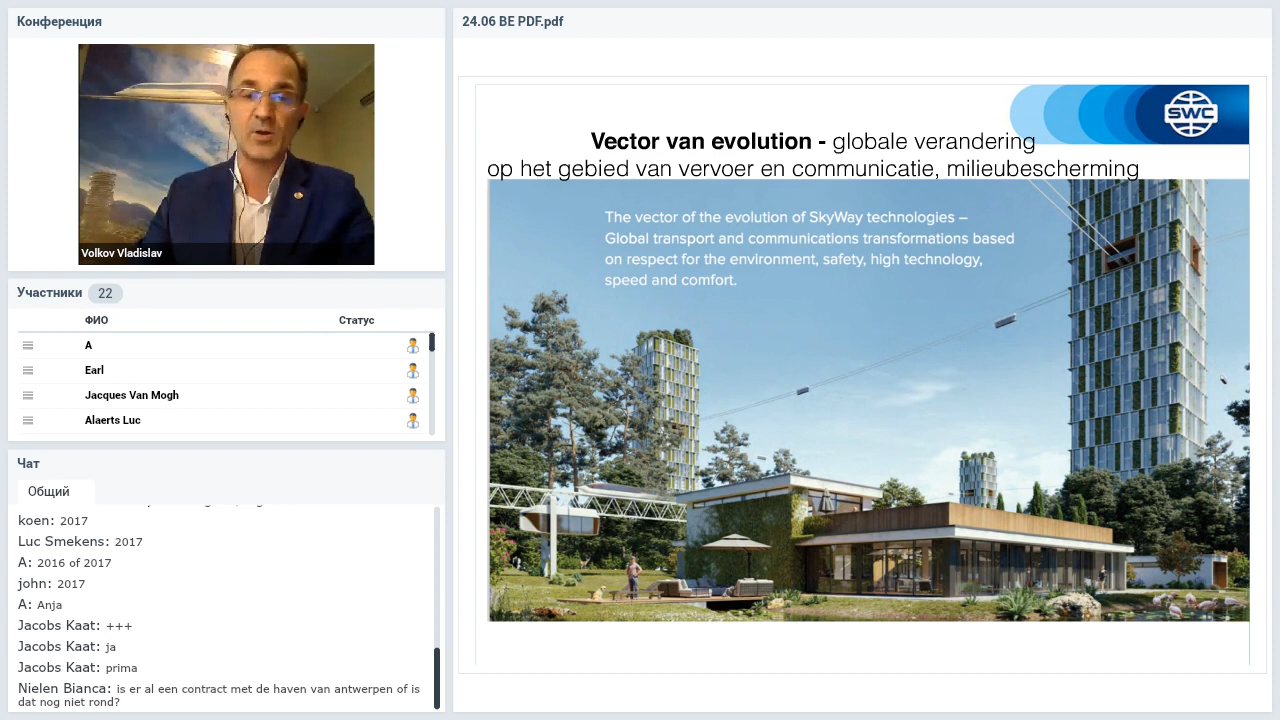 Конференция
Volkov Vladislav
Участники 22
ФИО Статус
A
Earl
Jacques Van Mogh
Alaerts Luc
Чат
Общий
koen: 2017
Luc Smekens: 2017
A: 2016 of 2017
john: 2017
A: Anja
Jacobs Kaat: +++
Jacobs Kaat: ja
Jacobs Kaat: prima
Nielen Bianca: is er al een contract met de haven van antwerpen of is
dat nog niet rond?
24.06 BE PDF.pdf
SWC
Vector van evolution - globale verandering
op het gebied van vervoer en communicatie, milieubescherming
The vector of the evolution of SkyWay technologies –
Global transport and communications transformations based
on respect for the environment, safety, high technology,
speed and comfort.